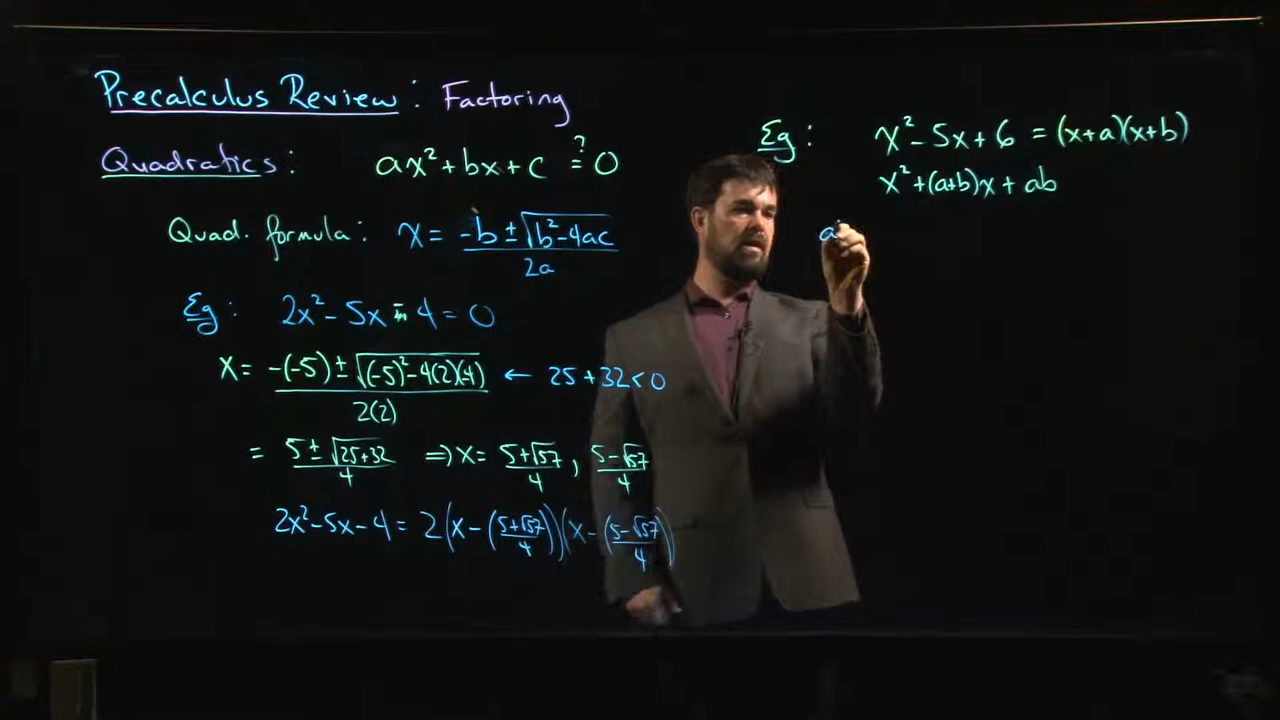 Precalculus Review: Factoring
Quadratics: ax²+bx+c ≟ 0
Quad. formula: x = (-b ± √(b²-4ac))/(2a)
Eg: 2x² - 5x - 4 = 0
x = (-(-5) ± √((-5)²-4(2)(-4)))/(2(2)) ← 25+32<0
= (5 ± √(25+32))/4 ⇒ x = (5+√57)/4, (5-√57)/4
2x²-5x-4 = 2(x-((5+√57)/4))(x-((5-√57)/4))
Eg: x²-5x+6 = (x+a)(x+b)
x²+(a+b)x+ab